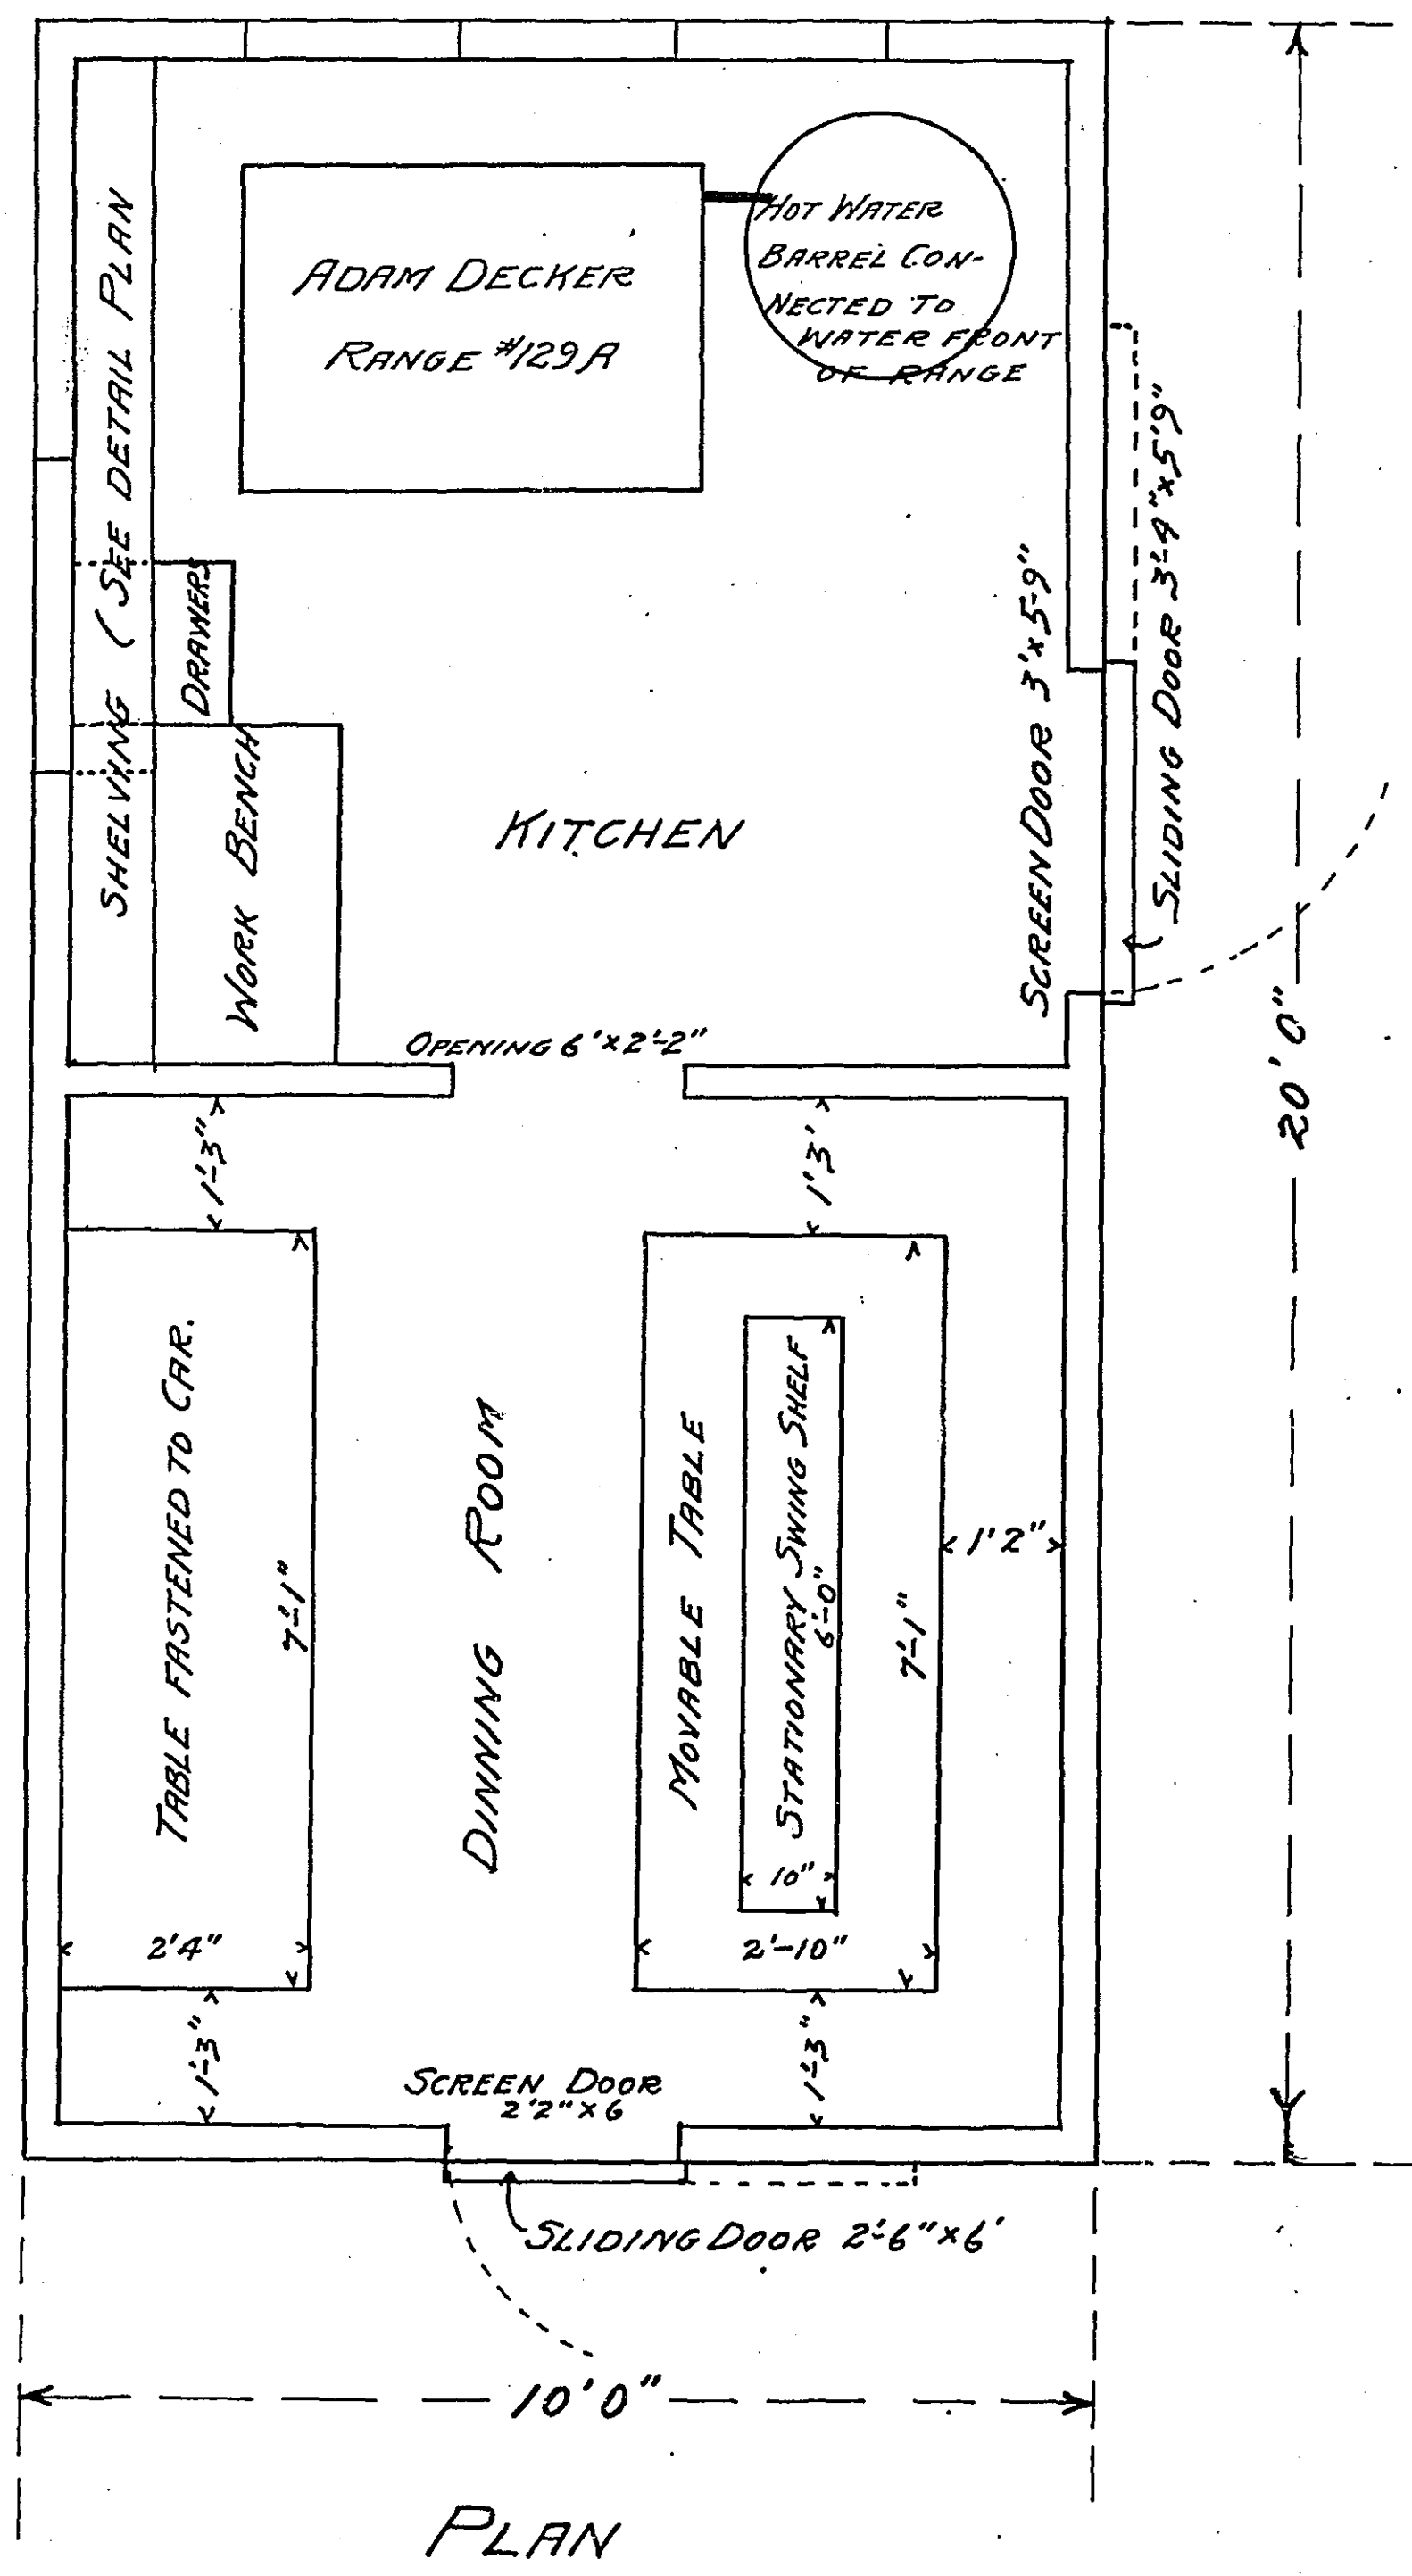 SHELVING (SEE DETAIL PLAN
ADAM DECKER
RANGE #129A
HOT WATER
BARREL CON-
NECTED TO
WATER FRONT
OF RANGE
DRAWERS
WORK BENCH
KITCHEN
SCREEN DOOR 3'x5-9"
SLIDING DOOR 3'-4"x5'9"
20'0"
OPENING 6'x2'-2"
1'-3"
1'3'
TABLE FASTENED TO CAR.
7'-1"
2'4"
DINING ROOM
MOVABLE TABLE
STATIONARY SWING SHELF
6'-0"
10"
7'-1"
1'2"
2'-10"
1'-3"
1'-3"
SCREEN DOOR
2'2"x6
SLIDING DOOR 2'-6"x6'
10'0"
PLAN